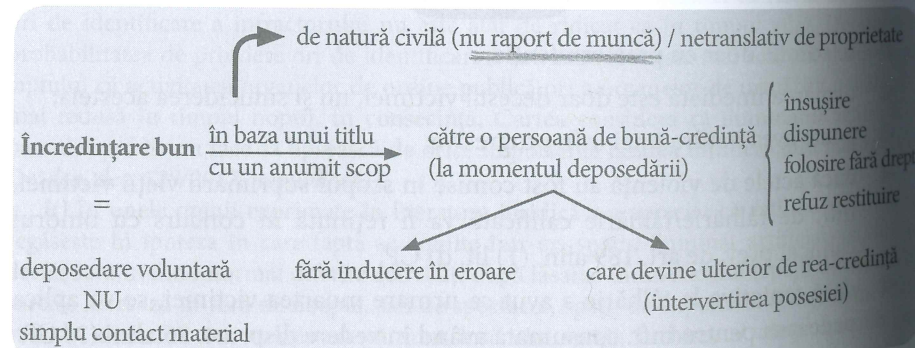 de natură civilă (nu raport de muncă) / netranslativ de proprietate
Încredințare bun
în baza unui titlu
cu un anumit scop
către o persoană de bună-credință
(la momentul deposedării)
însușire
dispunere
folosire fără drept
refuz restituire
=
deposedare voluntară
NU
simplu contact material
fără inducere în eroare
care devine ulterior de rea-credință
(intervertirea posesiei)